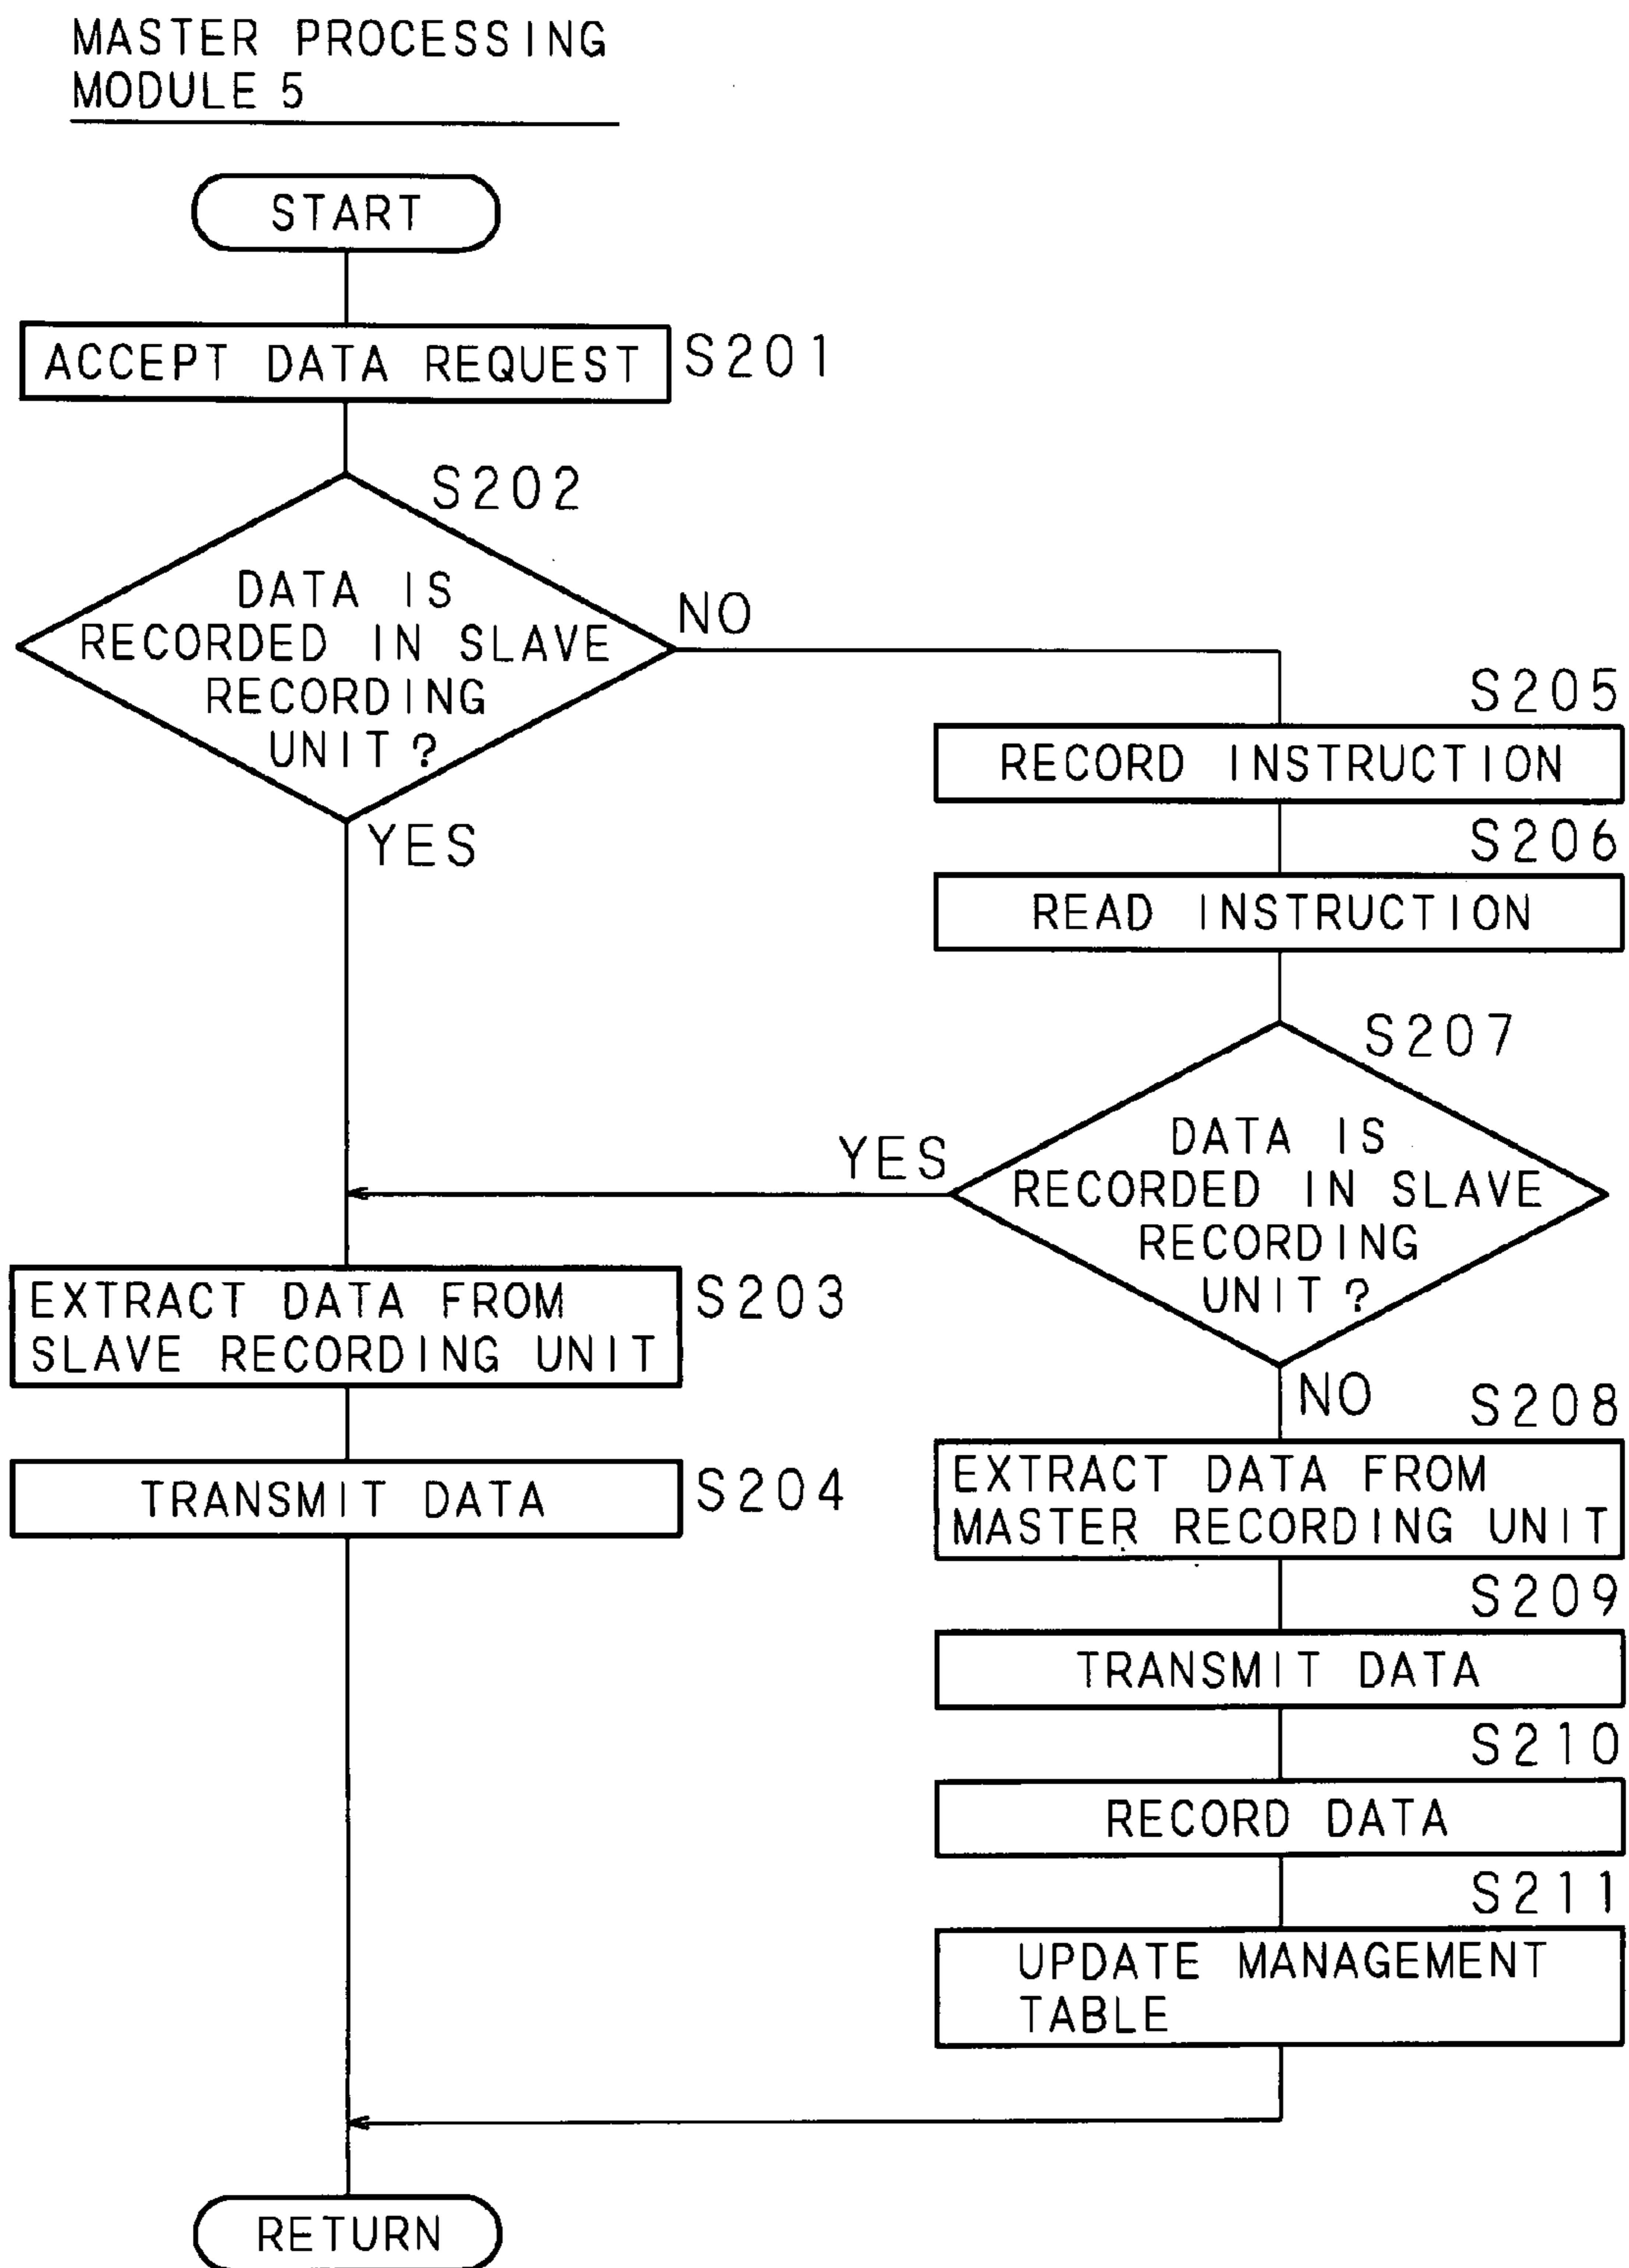 MASTER PROCESSING
MODULE 5
START
ACCEPT DATA REQUEST
S201
S202
DATA IS
RECORDED IN SLAVE
RECORDING
UNIT?
NO
YES
S205
RECORD INSTRUCTION
S206
READ INSTRUCTION
S207
DATA IS
RECORDED IN SLAVE
RECORDING
UNIT?
YES
NO
EXTRACT DATA FROM
SLAVE RECORDING UNIT
S203
TRANSMIT DATA
S204
S208
EXTRACT DATA FROM
MASTER RECORDING UNIT
S209
TRANSMIT DATA
S210
RECORD DATA
S211
UPDATE MANAGEMENT
TABLE
RETURN